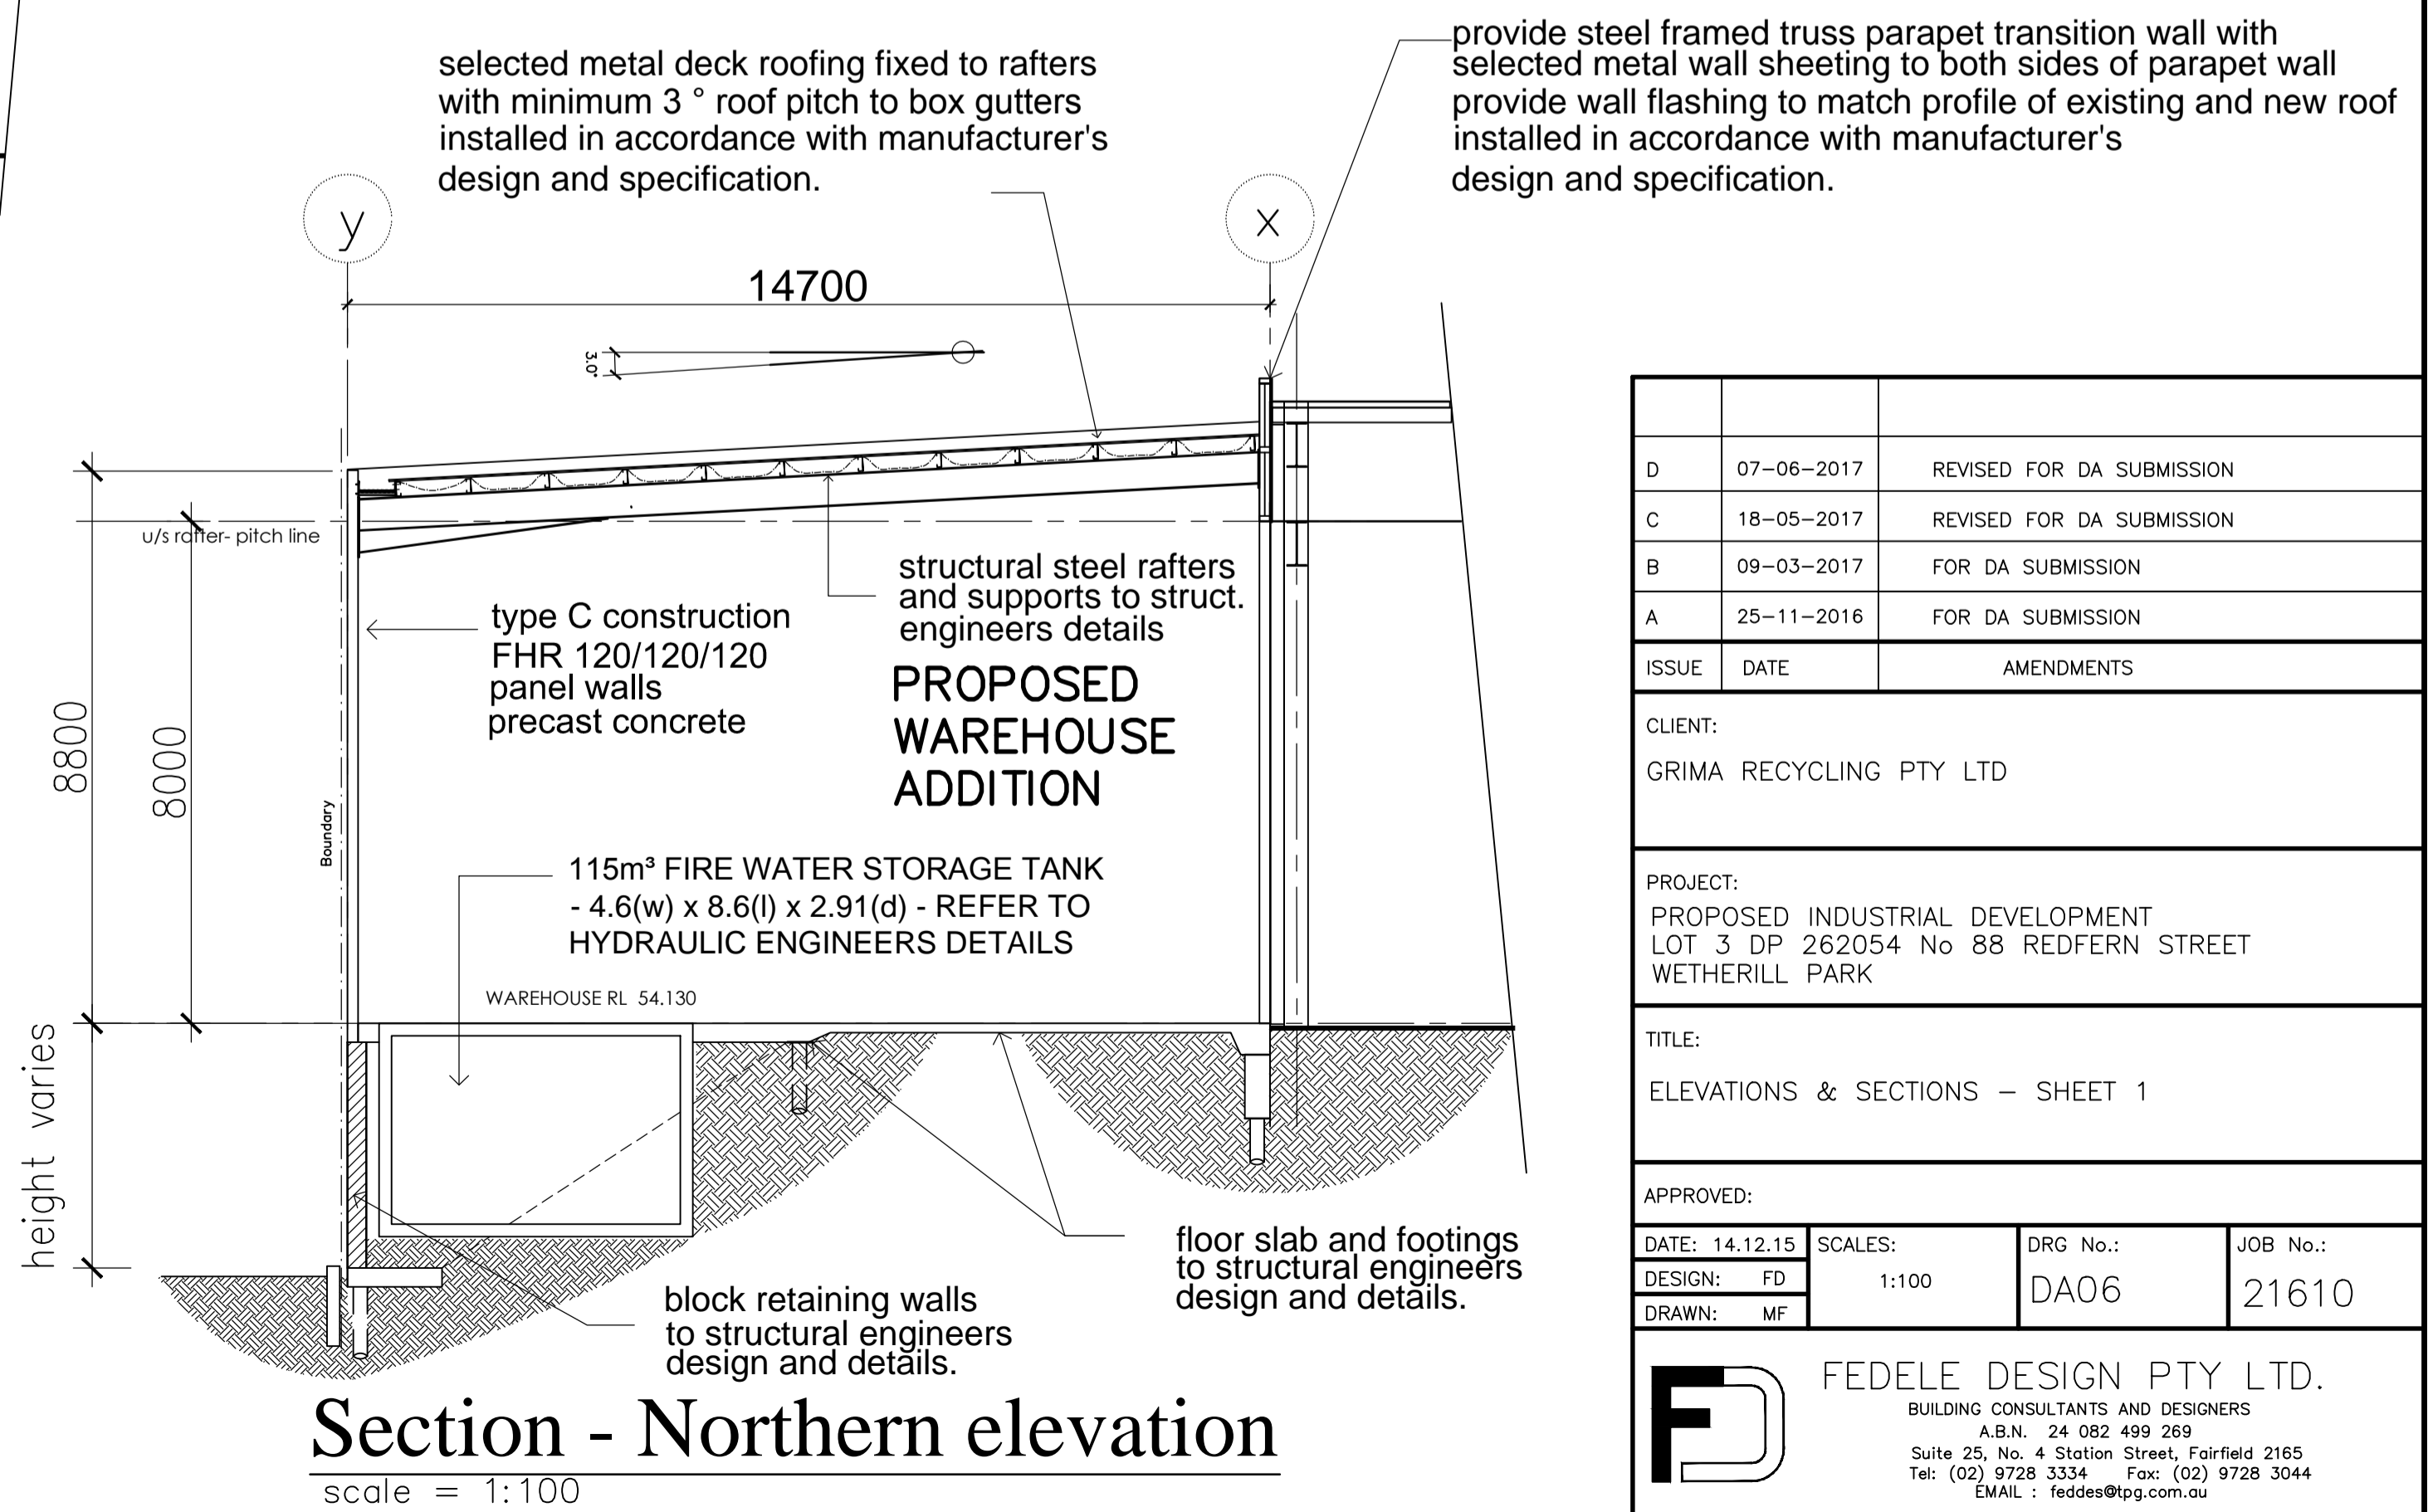 selected metal deck roofing fixed to rafters
with minimum 3 ° roof pitch to box gutters
installed in accordance with manufacturer's
design and specification.
provide steel framed truss parapet transition wall with
selected metal wall sheeting to both sides of parapet wall
provide wall flashing to match profile of existing and new roof
installed in accordance with manufacturer's
design and specification.
y
x
14700
3.0°
u/s rafter- pitch line
8800
8000
height varies
Boundary
type C construction
FHR 120/120/120
panel walls
precast concrete
structural steel rafters
and supports to struct.
engineers details
PROPOSED
WAREHOUSE
ADDITION
115m³ FIRE WATER STORAGE TANK
- 4.6(w) x 8.6(l) x 2.91(d) - REFER TO
HYDRAULIC ENGINEERS DETAILS
WAREHOUSE RL 54.130
floor slab and footings
to structural engineers
design and details.
block retaining walls
to structural engineers
design and details.
Section - Northern elevation
scale = 1:100
D 07-06-2017 REVISED FOR DA SUBMISSION
C 18-05-2017 REVISED FOR DA SUBMISSION
B 09-03-2017 FOR DA SUBMISSION
A 25-11-2016 FOR DA SUBMISSION
ISSUE DATE AMENDMENTS
CLIENT:
GRIMA RECYCLING PTY LTD
PROJECT:
PROPOSED INDUSTRIAL DEVELOPMENT
LOT 3 DP 262054 No 88 REDFERN STREET
WETHERILL PARK
TITLE:
ELEVATIONS & SECTIONS - SHEET 1
APPROVED:
DATE: 14.12.15
DESIGN: FD
DRAWN: MF
SCALES:
1:100
DRG No.:
DA06
JOB No.:
21610
FD
FEDELE DESIGN PTY LTD.
BUILDING CONSULTANTS AND DESIGNERS
A.B.N. 24 082 499 269
Suite 25, No. 4 Station Street, Fairfield 2165
Tel: (02) 9728 3334 Fax: (02) 9728 3044
EMAIL : feddes@tpg.com.au